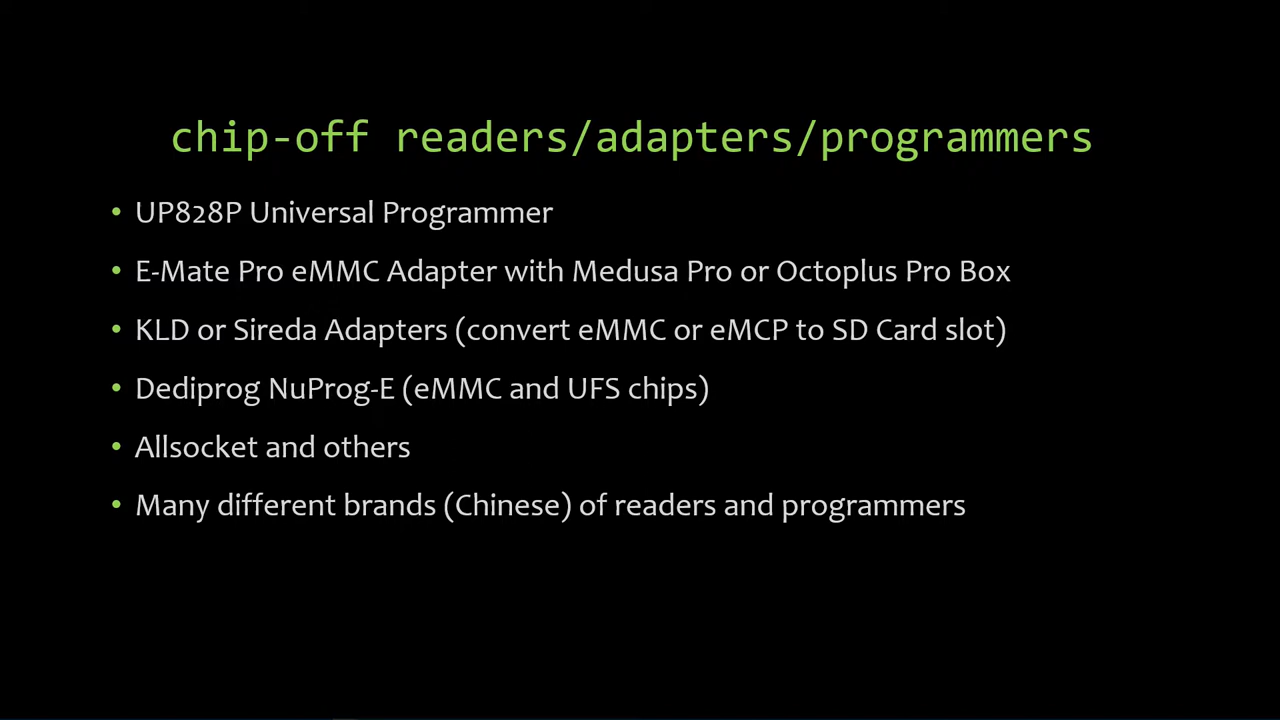 chip-off readers/adapters/programmers
• UP828P Universal Programmer
• E-Mate Pro eMMC Adapter with Medusa Pro or Octoplus Pro Box
• KLD or Sireda Adapters (convert eMMC or eMCP to SD Card slot)
• Dediprog NuProg-E (eMMC and UFS chips)
• Allsocket and others
• Many different brands (Chinese) of readers and programmers